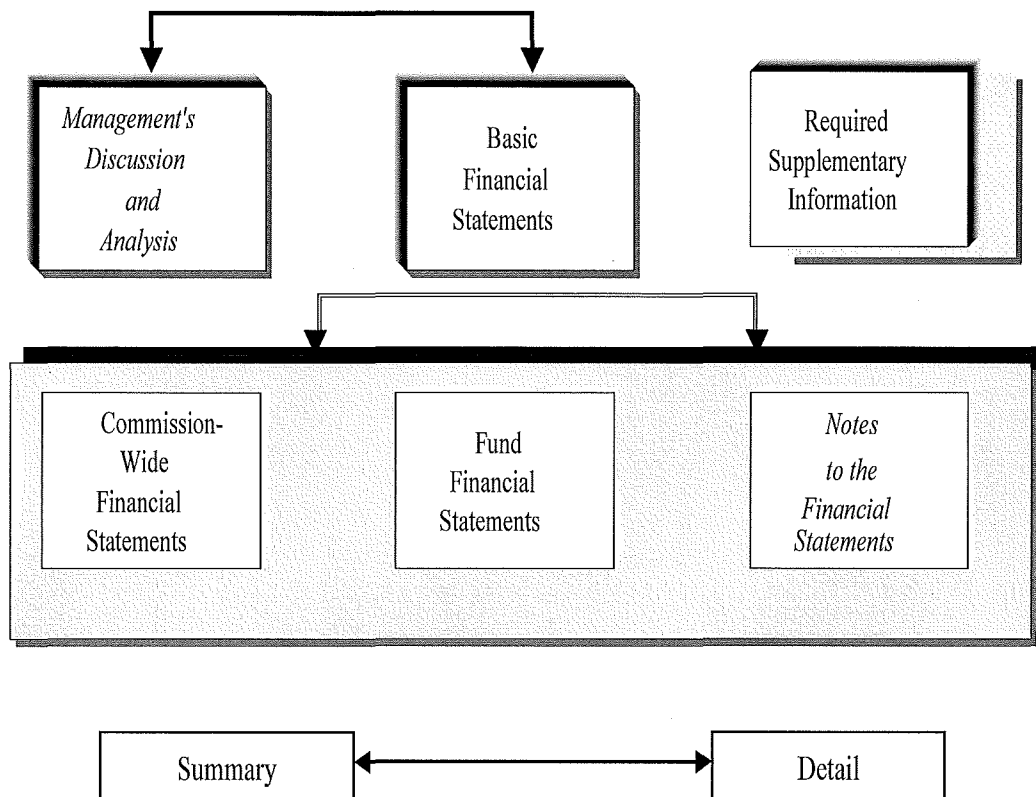 Management's
Discussion
and
Analysis
Basic
Financial
Statements
Required
Supplementary
Information
Commission-
Wide
Financial
Statements
Fund
Financial
Statements
Notes
to the
Financial
Statements
Summary
Detail